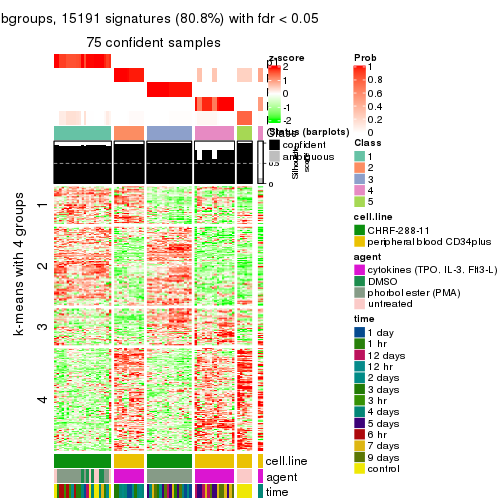 bgroups, 15191 signatures (80.8%) with fdr < 0.05
75 confident samples
k-means with 4 groups
1
2
3
4
cell.line
agent
time
z-score
2
1
0
-1
-2
Status (barplots)
confident
ambiguous
0.5
0
Silhouette
score
Prob
1
0.8
0.6
0.4
0.2
0
Class
1
2
3
4
5
cell.line
CHRF-288-11
peripheral blood CD34plus
agent
cytokines (TPO. IL-3. Flt3-L)
DMSO
phorbol ester (PMA)
untreated
time
1 day
1 hr
12 days
12 hr
2 days
3 days
3 hr
4 days
5 days
6 hr
7 days
9 days
control